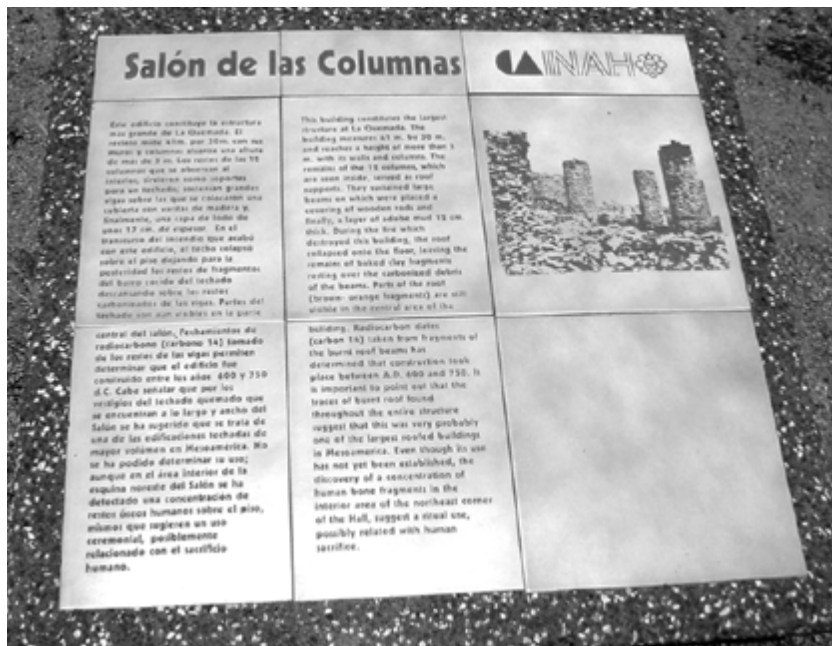 Salón de las Columnas
CA INAH
Este edificio constituye la estructura
más grande de La Quemada. El
recinto mide 61m. por 30m. con sus
muros y columnas alcanza una altura
de más de 5 m. Los restos de las 12
columnas que se observan al
interior, sirvieron como soportes
para un techado; sostenían grandes
vigas sobre las que se colocaron una
cubierta con varitas de madera y,
finalmente, una capa de lodo de
unos 12 cm. de espesor. En el
transcurso del incendio que acabó
con este edificio, el techo colapsó
sobre el piso dejando para la
posteridad los restos de fragmentos
del barro cocido del techado
descansando sobre los restos
carbonizados de las vigas. Partes del
techado son aun visibles en la parte
central del salón. Fechamientos de
radiocarbono (carbono 14) tomado
de los restos de las vigas permiten
determinar que el edificio fue
construido entre los años 600 y 750
d.C. Cabe señalar que por los
vestigios del techado quemado que
se encuentran a lo largo y ancho del
Salón se ha sugerido que se trata de
una de las edificaciones techadas de
mayor volúmen en Mesoamérica. No
se ha podido determinar su uso;
aunque en el área interior de la
esquina noreste del Salón se ha
detectado una concentración de
restos óseos humanos sobre el piso,
mismos que sugieren un uso
ceremonial, posiblemente
relacionado con el sacrificio
humano.
This building constitutes the largest
structure at La Quemada. The
building measures 61 m. by 30 m.
and reaches a height of more than 5
m. with its walls and columns. The
remains of the 12 columns, which
are seen inside, served as roof
supports. They sustained large
beams on which were placed a
covering of wooden rods and
finally, a layer of adobe mud 12 cm
thick. During the fire which
destroyed this building, the roof
collapsed onto the floor, leaving the
remains of baked clay fragments
resting over the carbonized debris
of the beams. Parts of the roof
(brown- orange fragments) are still
visible in the central area of the
building. Radiocarbon dates
(carbon 14) taken from fragments of
the burnt roof beams has
determined that construction took
place between A.D. 600 and 750. It
is important to point out that the
traces of burnt roof found
throughout the entire structure
suggest that this was very probably
one of the largest roofed buildings
in Mesoamerica. Even though its use
has not yet been established, the
discovery of a concentration of
human bone fragments in the
interior area of the northeast corner
of the Hall, suggest a ritual use,
possibly related with human
sacrifice.